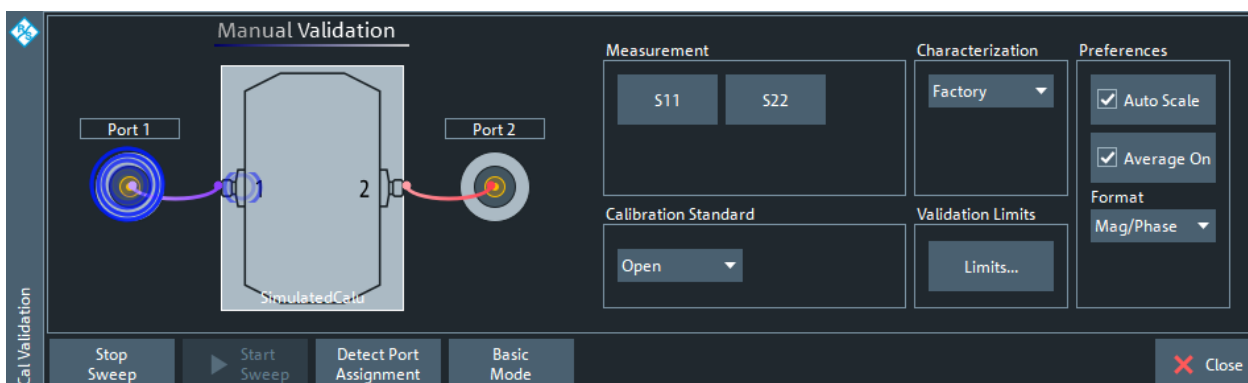 R&S
Manual Validation
Port 1
Port 2
1
2
SimulatedCalu
Measurement
S11
S22
Calibration Standard
Open
Characterization
Factory
Validation Limits
Limits...
Preferences
Auto Scale
Average On
Format
Mag/Phase
Cal Validation
Stop
Sweep
Start
Sweep
Detect Port
Assignment
Basic
Mode
Close